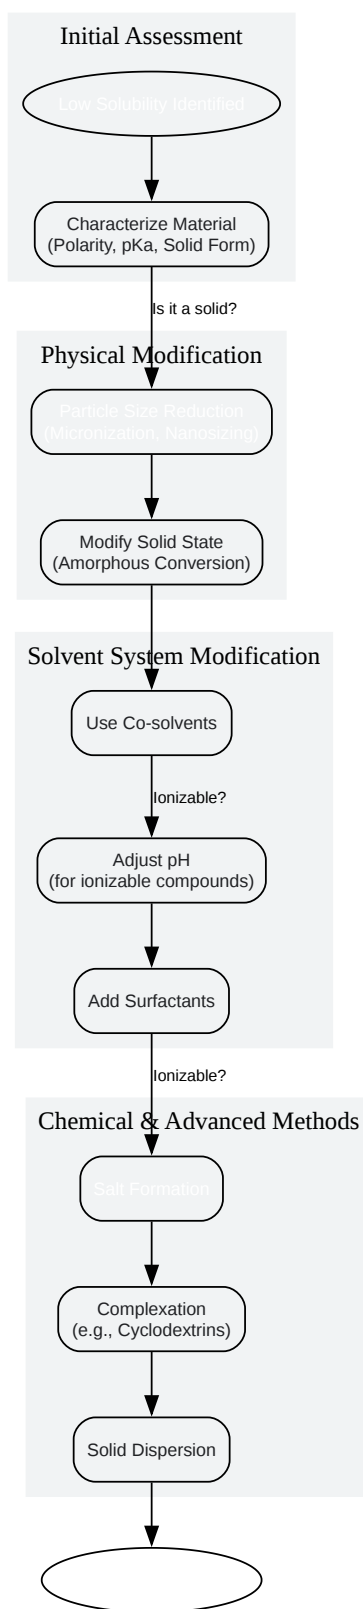 Initial Assessment
Low Solubility Identified
Characterize Material
(Polarity, pKa, Solid Form)
Is it a solid?
Physical Modification
Particle Size Reduction
(Micronization, Nanosizing)
Modify Solid State
(Amorphous Conversion)
Solvent System Modification
Use Co-solvents
Ionizable?
Adjust pH
(for ionizable compounds)
Add Surfactants
Ionizable?
Chemical & Advanced Methods
Salt Formation
Complexation
(e.g., Cyclodextrins)
Solid Dispersion